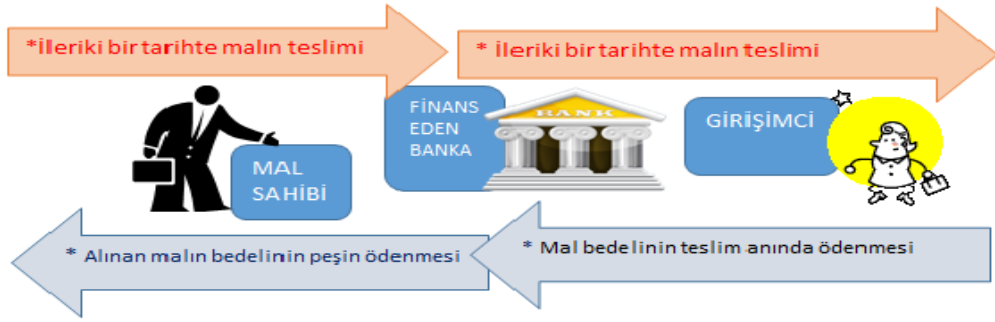 *İlleriki bir tarihte malın teslimi
* İleriki bir tarihte malın teslimi
FİNANS
EDEN
BANKA
BANK
GİRİŞİMCİ
MAL
SAHİBİ
* Alınan malın bedelinin peşin ödenmesi
* Mal bedelinin teslim anında ödenmesi